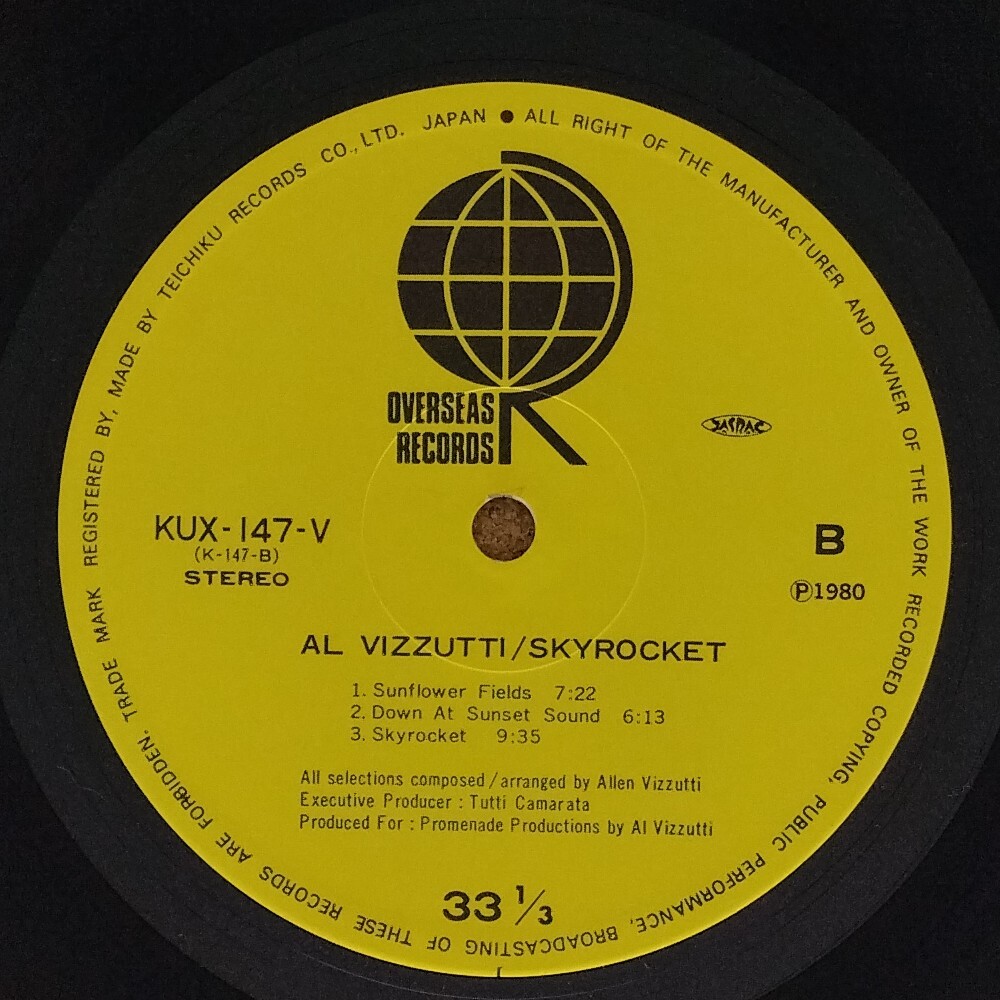 TRADE MARK REGISTERED BY, MADE BY TEICHIKU RECORDS CO., LTD. JAPAN ● ALL RIGHT OF THE MANUFACTURER AND OWNER OF THE WORK RECORDED COPYING, PUBLIC PERFORMANCE, BROADCASTING OF THESE RECORDS ARE FORBIDDEN.
R
OVERSEAS
RECORDS
JASRAC
KUX-147-V
(K-147-B)
STEREO
B
Ⓟ1980
AL VIZZUTTI/SKYROCKET
1. Sunflower Fields 7:22
2. Down At Sunset Sound 6:13
3. Skyrocket 9:35
All selections composed/arranged by Allen Vizzutti
Executive Producer : Tutti Camarata
Produced For : Promenade Productions by Al Vizzutti
33 1/3